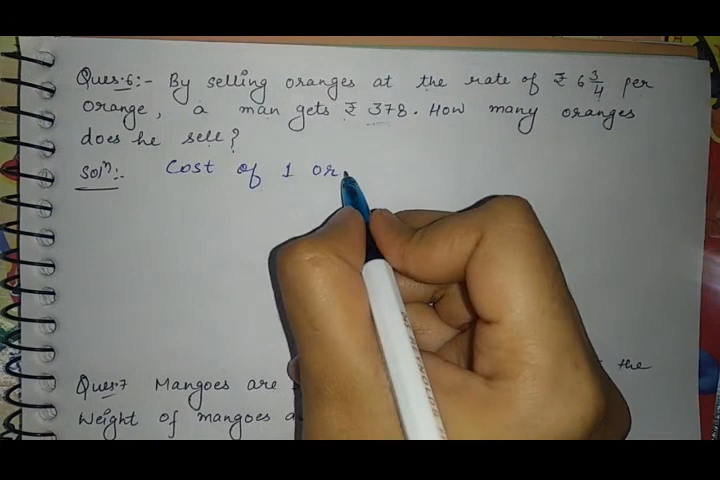 Ques:6:- By selling oranges at the rate of ₹ 6 3/4 per
orange, a man gets ₹ 378. How many oranges
does he sell?
Solⁿ:- Cost of 1 or
Ques:7 Mangoes are the
Weight of mangoes